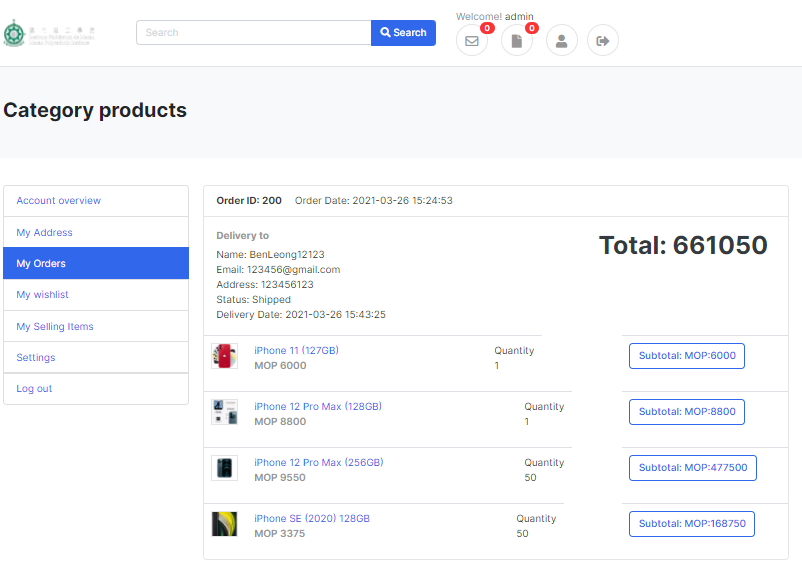 Welcome! admin
Search
Search
0
0
Category products
Account overview
My Address
My Orders
My wishlist
My Selling Items
Settings
Log out
Order ID: 200 Order Date: 2021-03-26 15:24:53
Delivery to
Name: BenLeong12123
Email: 123456@gmail.com
Address: 123456123
Status: Shipped
Delivery Date: 2021-03-26 15:43:25
Total: 661050
iPhone 11 (127GB)
MOP 6000
Quantity
1
Subtotal: MOP:6000
iPhone 12 Pro Max (128GB)
MOP 8800
Quantity
1
Subtotal: MOP:8800
iPhone 12 Pro Max (256GB)
MOP 9550
Quantity
50
Subtotal: MOP:477500
iPhone SE (2020) 128GB
MOP 3375
Quantity
50
Subtotal: MOP:168750